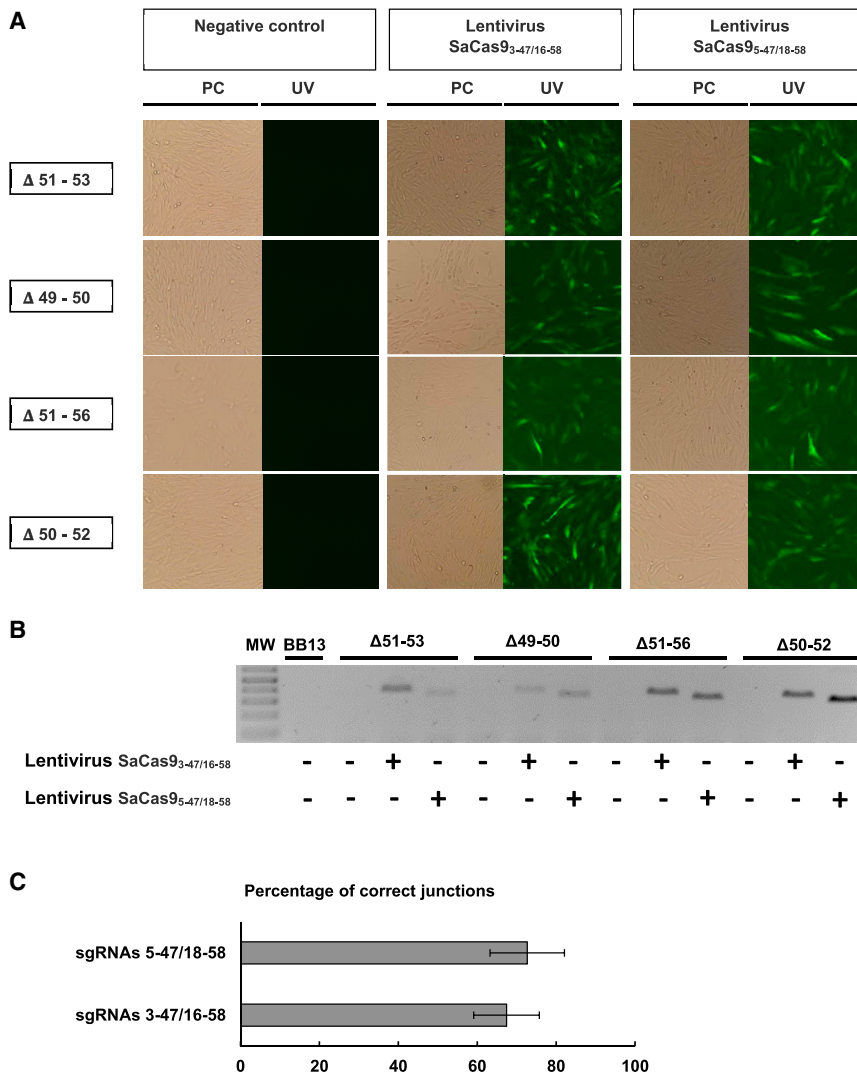 A
Negative control
Lentivirus
SaCas9₃₋₄₇/₁₆₋₅₈
Lentivirus
SaCas9₅₋₄₇/₁₈₋₅₈
PC UV PC UV PC UV
Δ 51 - 53
Δ 49 - 50
Δ 51 - 56
Δ 50 - 52
B
MW BB13 Δ51-53 Δ49-50 Δ51-56 Δ50-52
Lentivirus SaCas9₃₋₄₇/₁₆₋₅₈ - - + - - + - - + - - + -
Lentivirus SaCas9₅₋₄₇/₁₈₋₅₈ - - - + - - + - - + - - +
C
Percentage of correct junctions
sgRNAs 5-47/18-58
sgRNAs 3-47/16-58
0 20 40 60 80 100